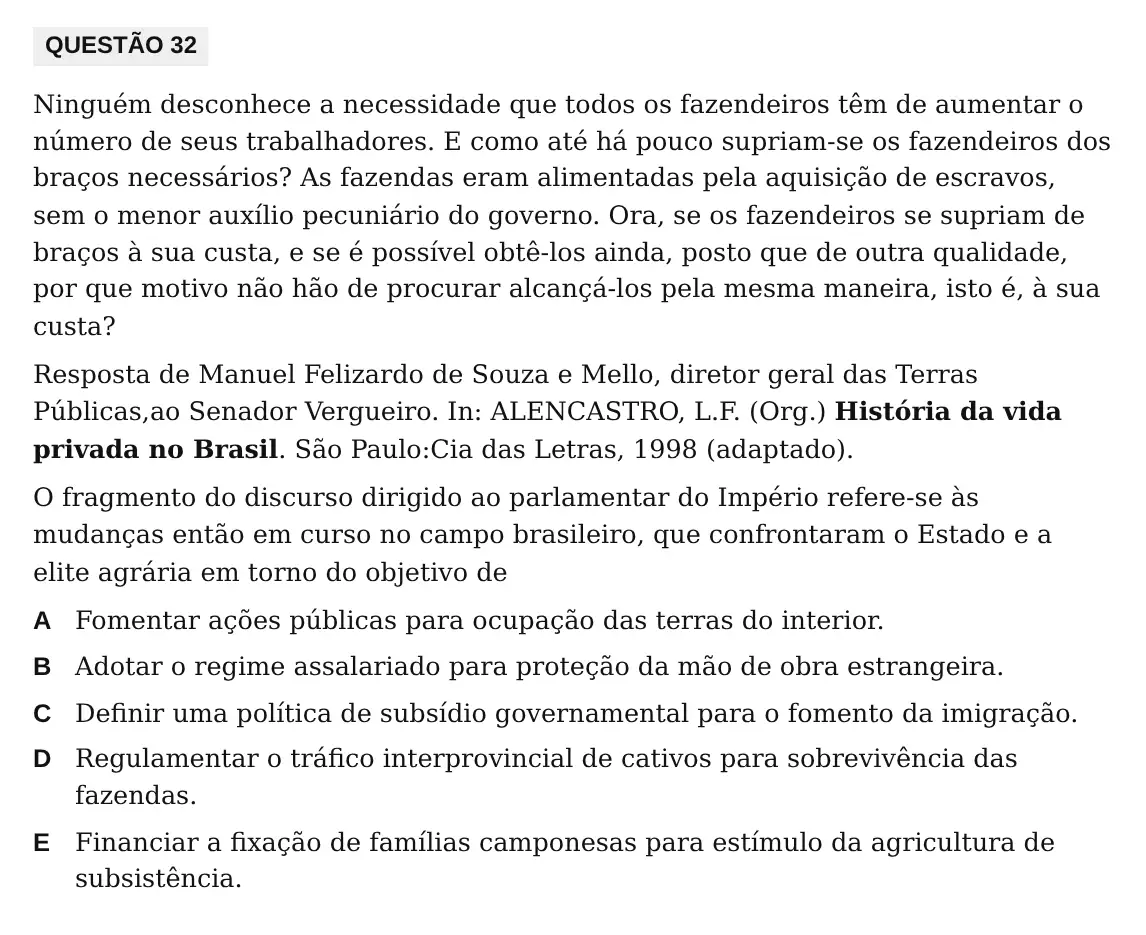 QUESTÃO 32
Ninguém desconhece a necessidade que todos os fazendeiros têm de aumentar o
número de seus trabalhadores. E como até há pouco supriam-se os fazendeiros dos
braços necessários? As fazendas eram alimentadas pela aquisição de escravos,
sem o menor auxílio pecuniário do governo. Ora, se os fazendeiros se supriam de
braços à sua custa, e se é possível obtê-los ainda, posto que de outra qualidade,
por que motivo não hão de procurar alcançá-los pela mesma maneira, isto é, à sua
custa?
Resposta de Manuel Felizardo de Souza e Mello, diretor geral das Terras
Públicas,ao Senador Vergueiro. In: ALENCASTRO, L.F. (Org.) História da vida
privada no Brasil. São Paulo:Cia das Letras, 1998 (adaptado).
O fragmento do discurso dirigido ao parlamentar do Império refere-se às
mudanças então em curso no campo brasileiro, que confrontaram o Estado e a
elite agrária em torno do objetivo de
A Fomentar ações públicas para ocupação das terras do interior.
B Adotar o regime assalariado para proteção da mão de obra estrangeira.
C Definir uma política de subsídio governamental para o fomento da imigração.
D Regulamentar o tráfico interprovincial de cativos para sobrevivência das
fazendas.
E Financiar a fixação de famílias camponesas para estímulo da agricultura de
subsistência.